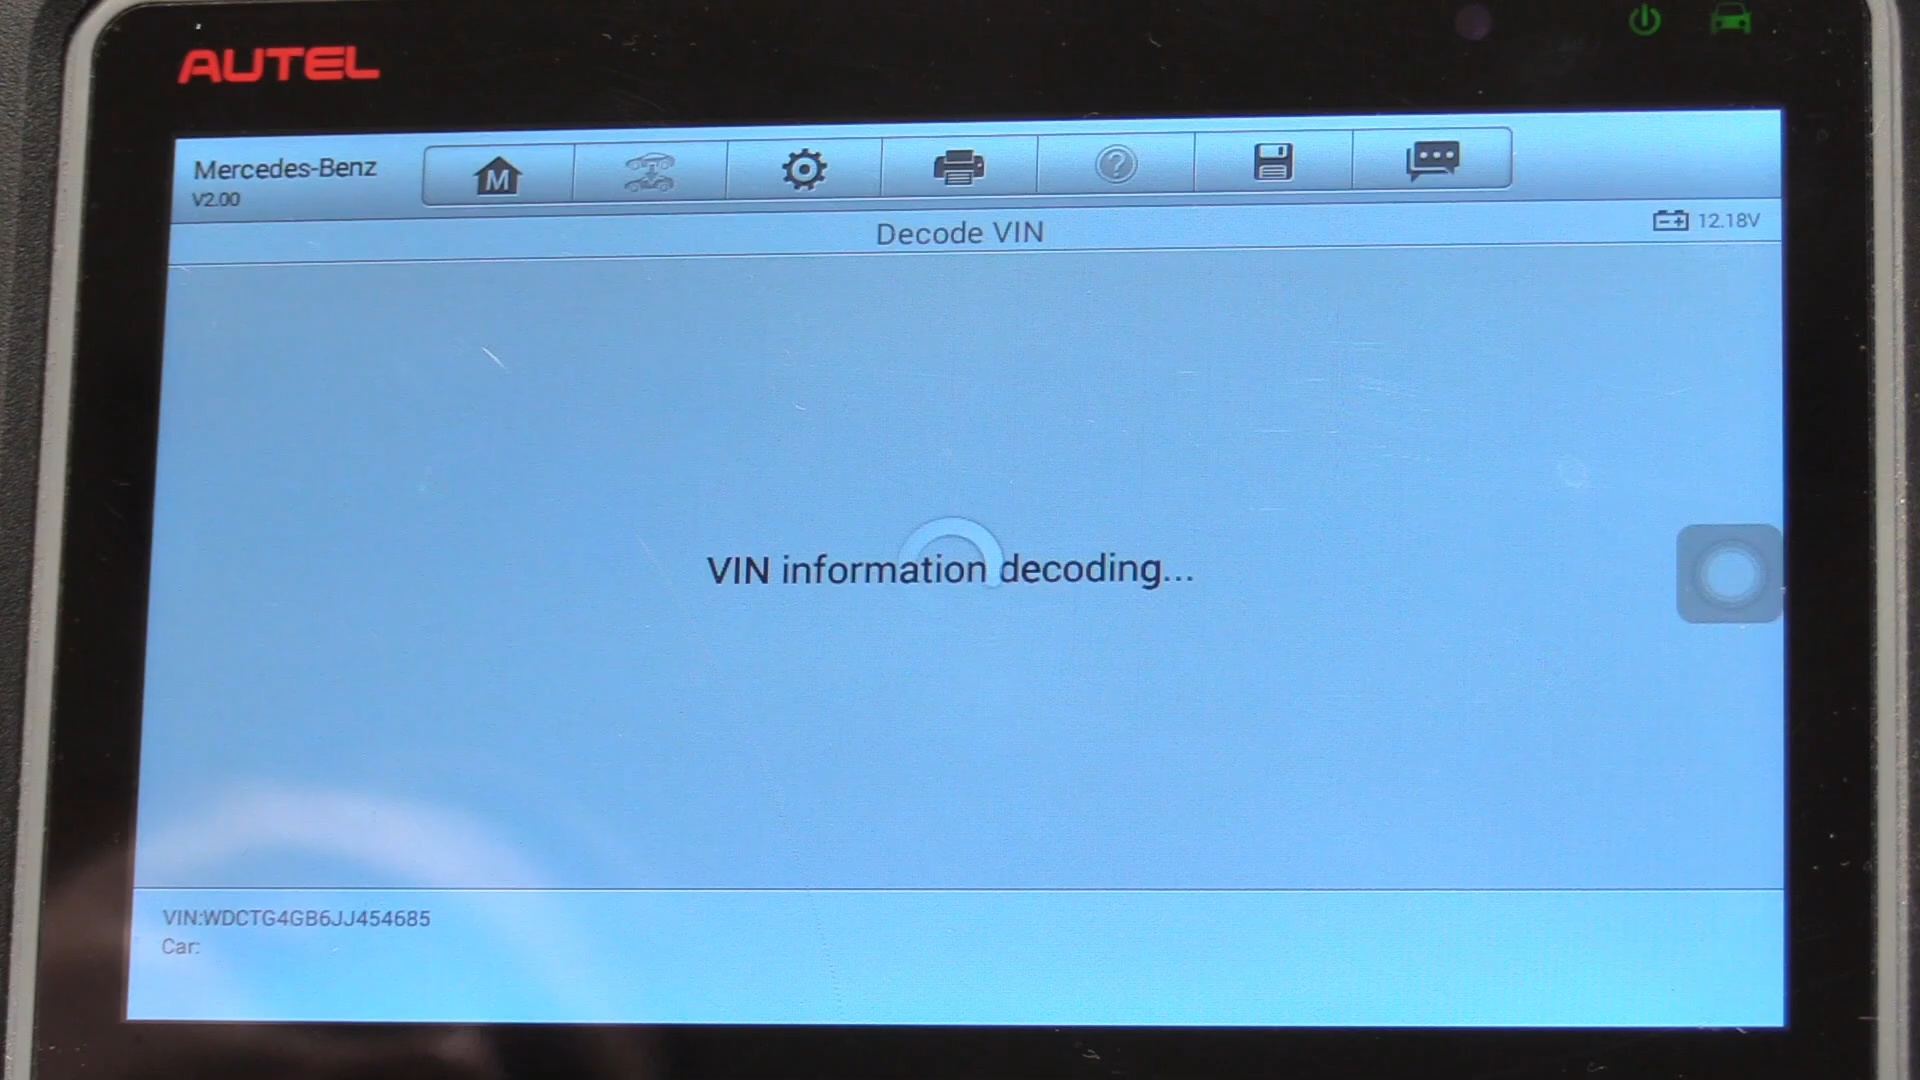 AUTEL
Mercedes-Benz
V2.00
M
Decode VIN
12.18V
VIN information decoding...
VIN:WDCTG4GB6JJ454685
Car: